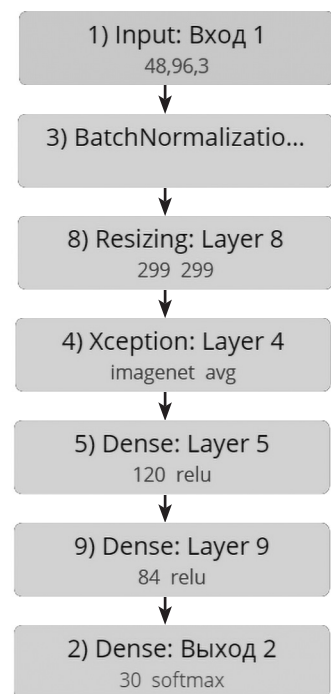 1) Input: Вход 1
48,96,3
3) BatchNormalizatio...
8) Resizing: Layer 8
299 299
4) Xception: Layer 4
imagenet avg
5) Dense: Layer 5
120 relu
9) Dense: Layer 9
84 relu
2) Dense: Выход 2
30 softmax